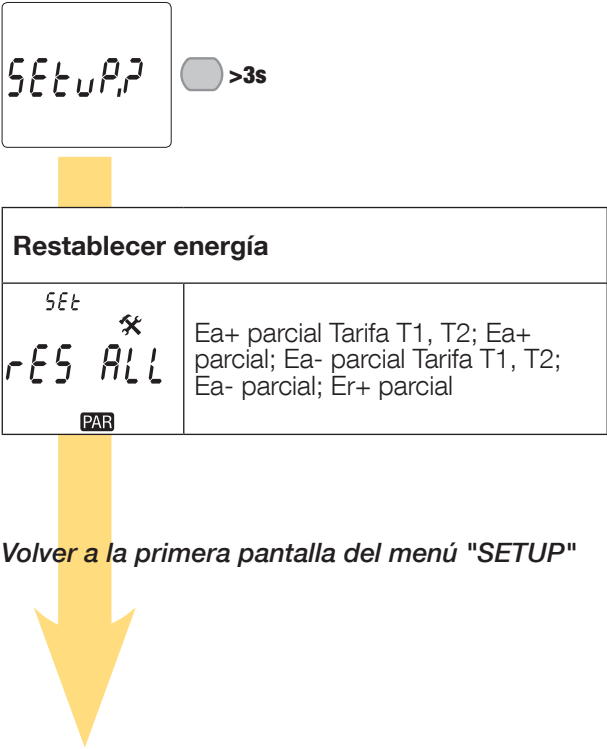 SEtuP,?
>3s
Restablecer energía
SEt
rES ALL
PAR
Ea+ parcial Tarifa T1, T2; Ea+
parcial; Ea- parcial Tarifa T1, T2;
Ea- parcial; Er+ parcial
Volver a la primera pantalla del menú "SETUP"